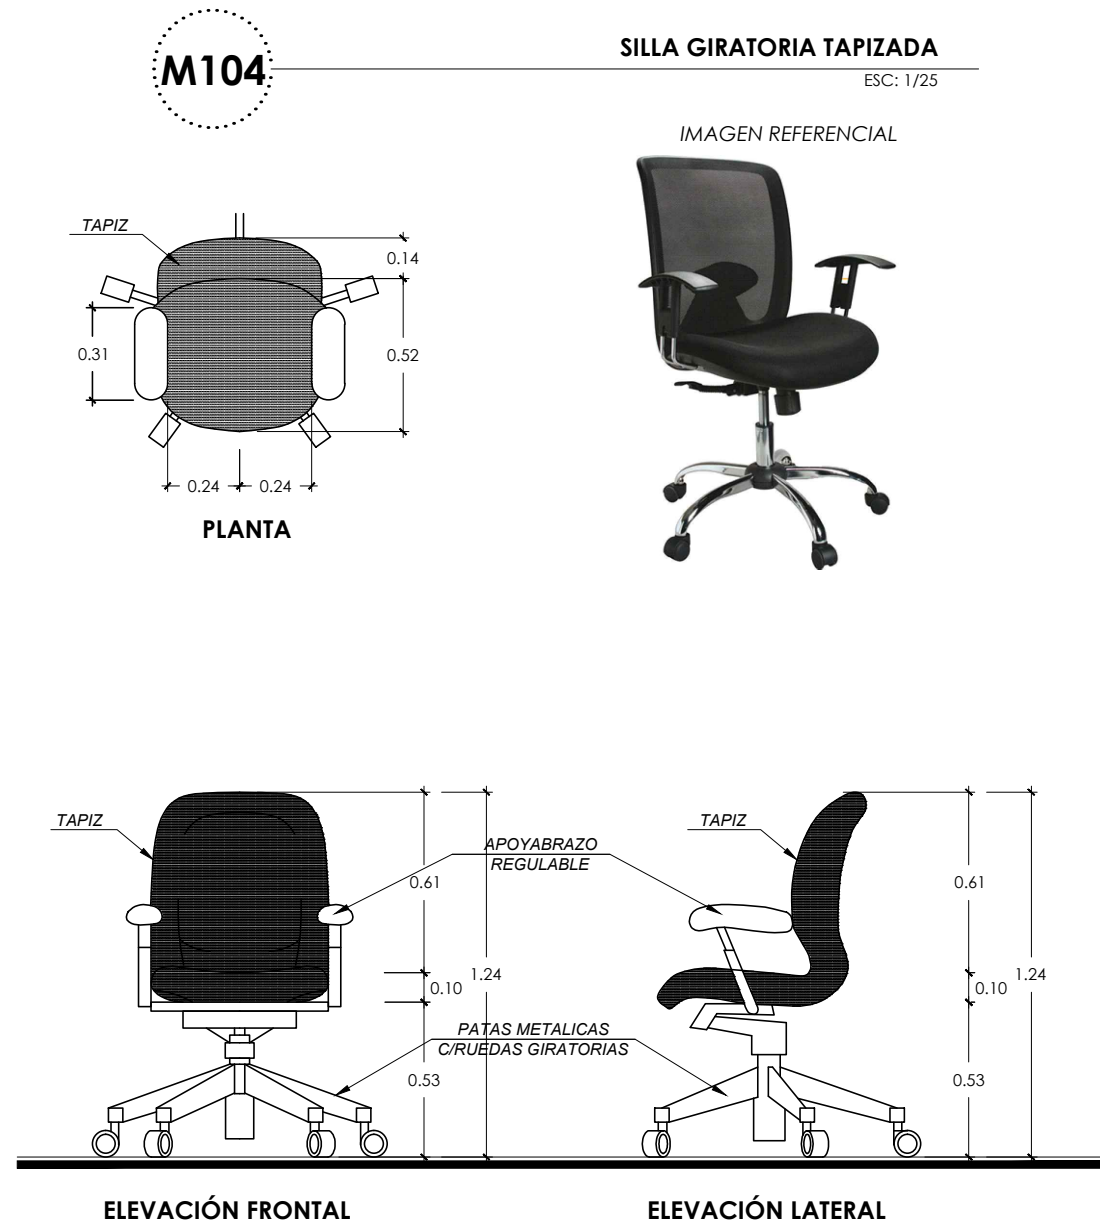 M104
SILLA GIRATORIA TAPIZADA
ESC: 1/25
IMAGEN REFERENCIAL
TAPIZ
0.14
0.31
0.52
0.24
0.24
PLANTA
TAPIZ
APOYABRAZO
REGULABLE
TAPIZ
0.61
0.61
1.24
0.10
1.24
0.10
PATAS METALICAS
C/RUEDAS GIRATORIAS
0.53
0.53
ELEVACIÓN FRONTAL
ELEVACIÓN LATERAL